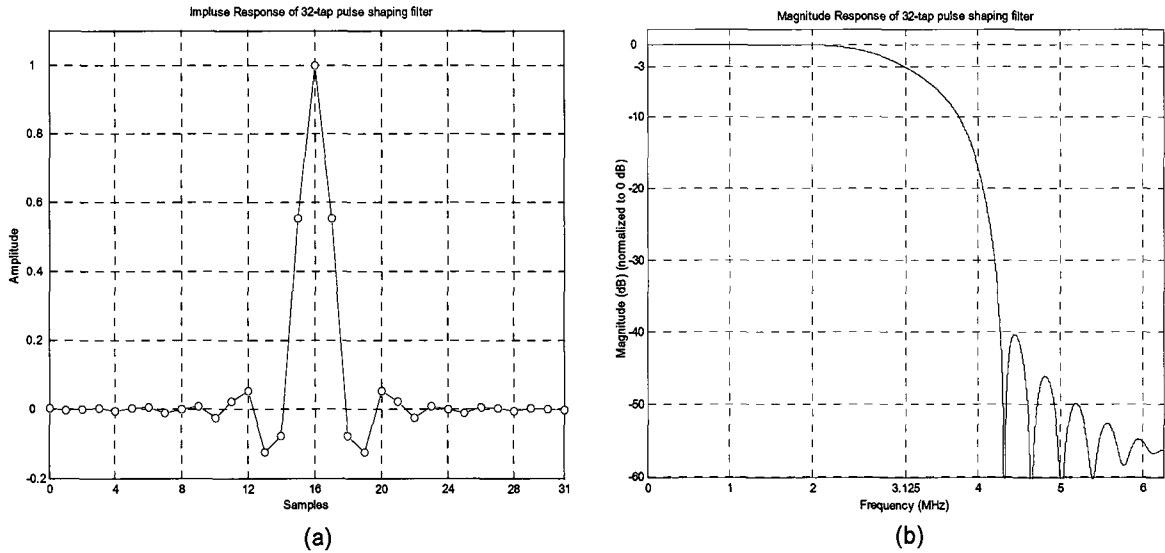 Impluse Response of 32-tap pulse shaping filter
1
0.8
0.6
0.4
0.2
0
-0.2
Amplitude
0 4 8 12 16 20 24 28 31
Samples
(a)
Magnitude Response of 32-tap pulse shaping filter
0
-3
-10
-20
-30
-40
-50
-60
Magnitude (dB) (normalized to 0 dB)
0 1 2 3.125 4 5 6
Frequency (MHz)
(b)